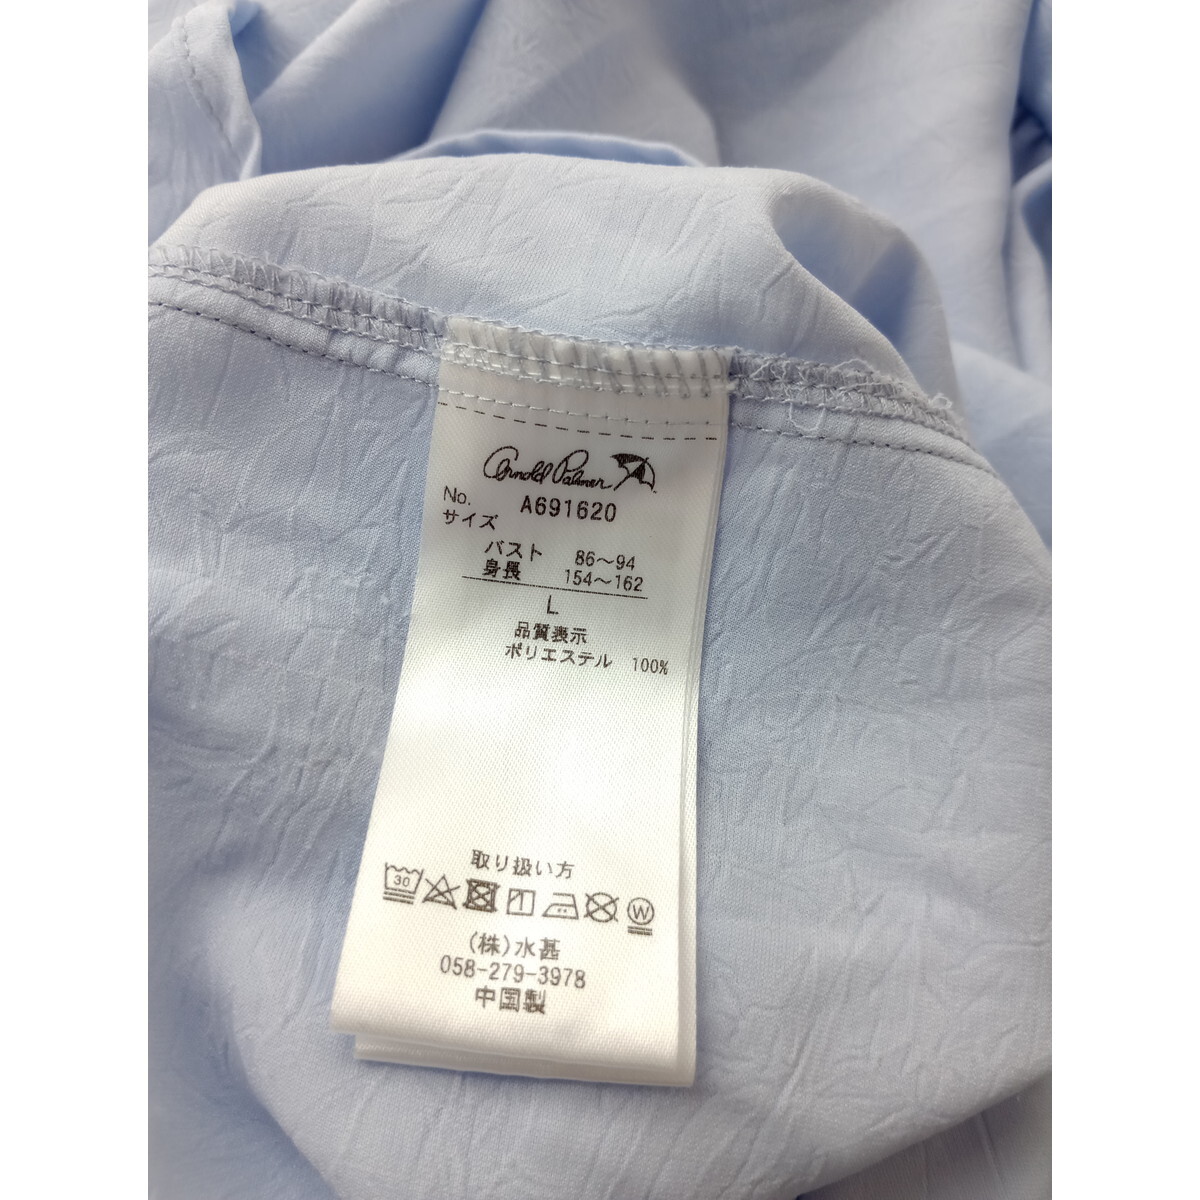 Arnold Palmer
No. A691620
サイズ
バスト 86～94
身長 154～162
L
品質表示
ポリエステル 100%
取り扱い方
30 W
(株)水甚
058-279-3978
中国製